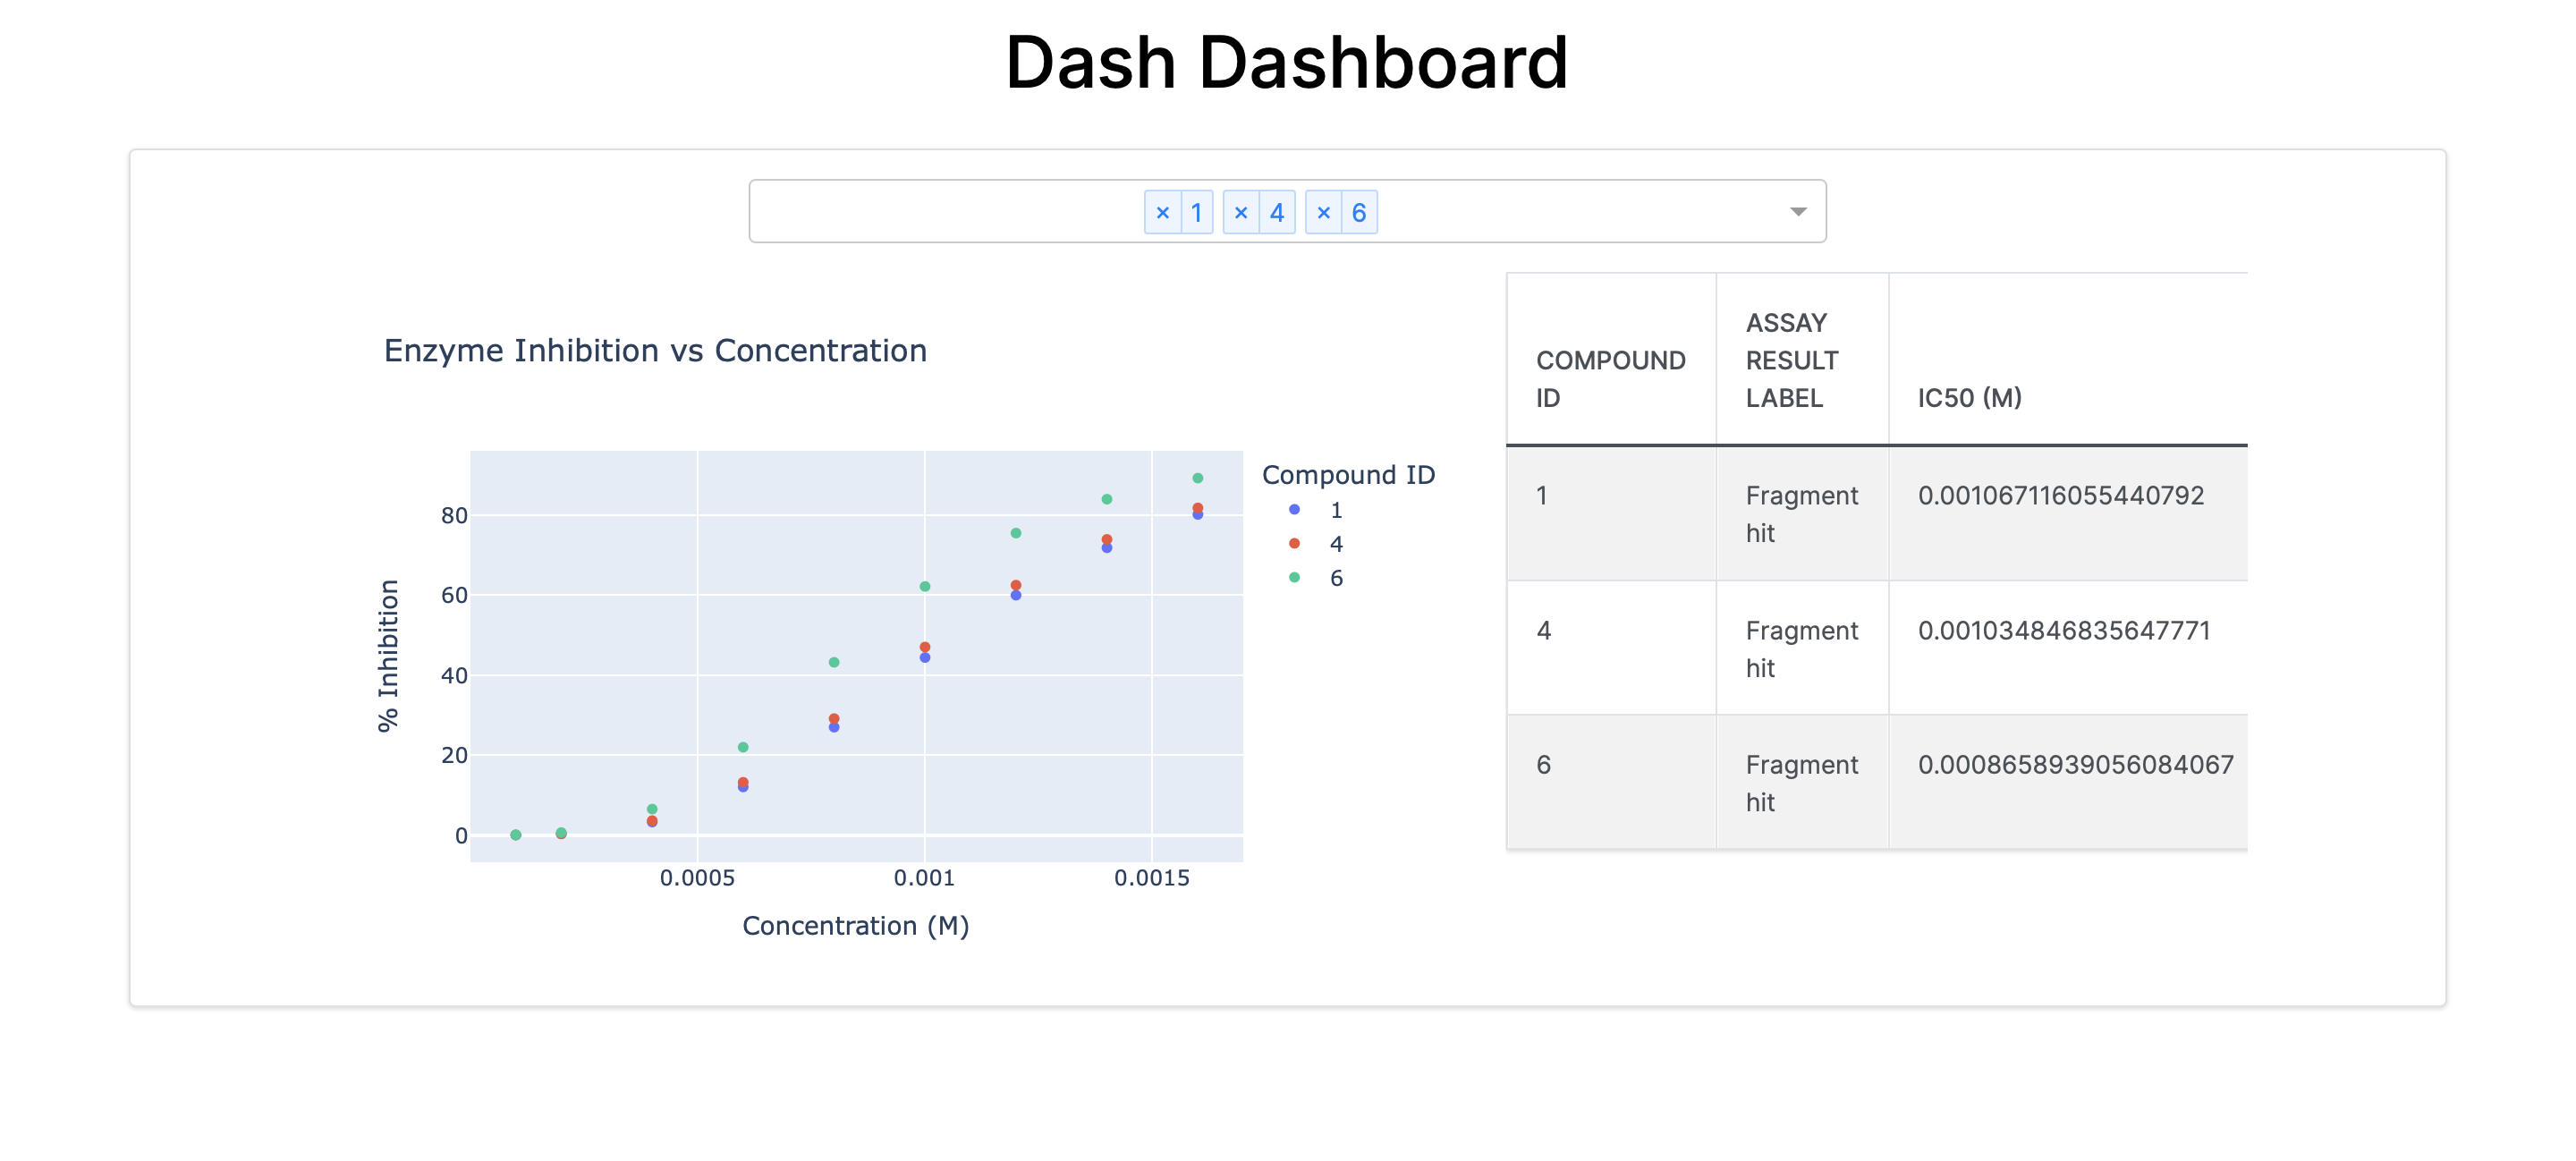 Dash Dashboard
× 1 × 4 × 6
Enzyme Inhibition vs Concentration
% Inhibition
80
60
40
20
0
0.0005 0.001 0.0015
Concentration (M)
Compound ID
1
4
6
COMPOUND
ID
ASSAY
RESULT
LABEL
IC50 (M)
1
Fragment
hit
0.001067116055440792
4
Fragment
hit
0.001034846835647771
6
Fragment
hit
0.0008658939056084067